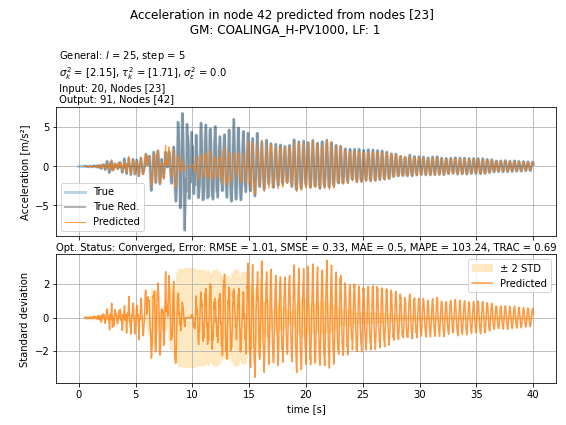 Acceleration in node 42 predicted from nodes [23]
GM: COALINGA_H-PV1000, LF: 1
General: l = 25, step = 5
σ²ₖ = [2.15], τ²ₖ = [1.71], σ²ε = 0.0
Input: 20, Nodes [23]
Output: 91, Nodes [42]
Acceleration [m/s²]
5
0
−5
True
True Red.
Predicted
Opt. Status: Converged, Error: RMSE = 1.01, SMSE = 0.33, MAE = 0.5, MAPE = 103.24, TRAC = 0.69
Standard deviation
2
0
−2
± 2 STD
Predicted
0 5 10 15 20 25 30 35 40
time [s]